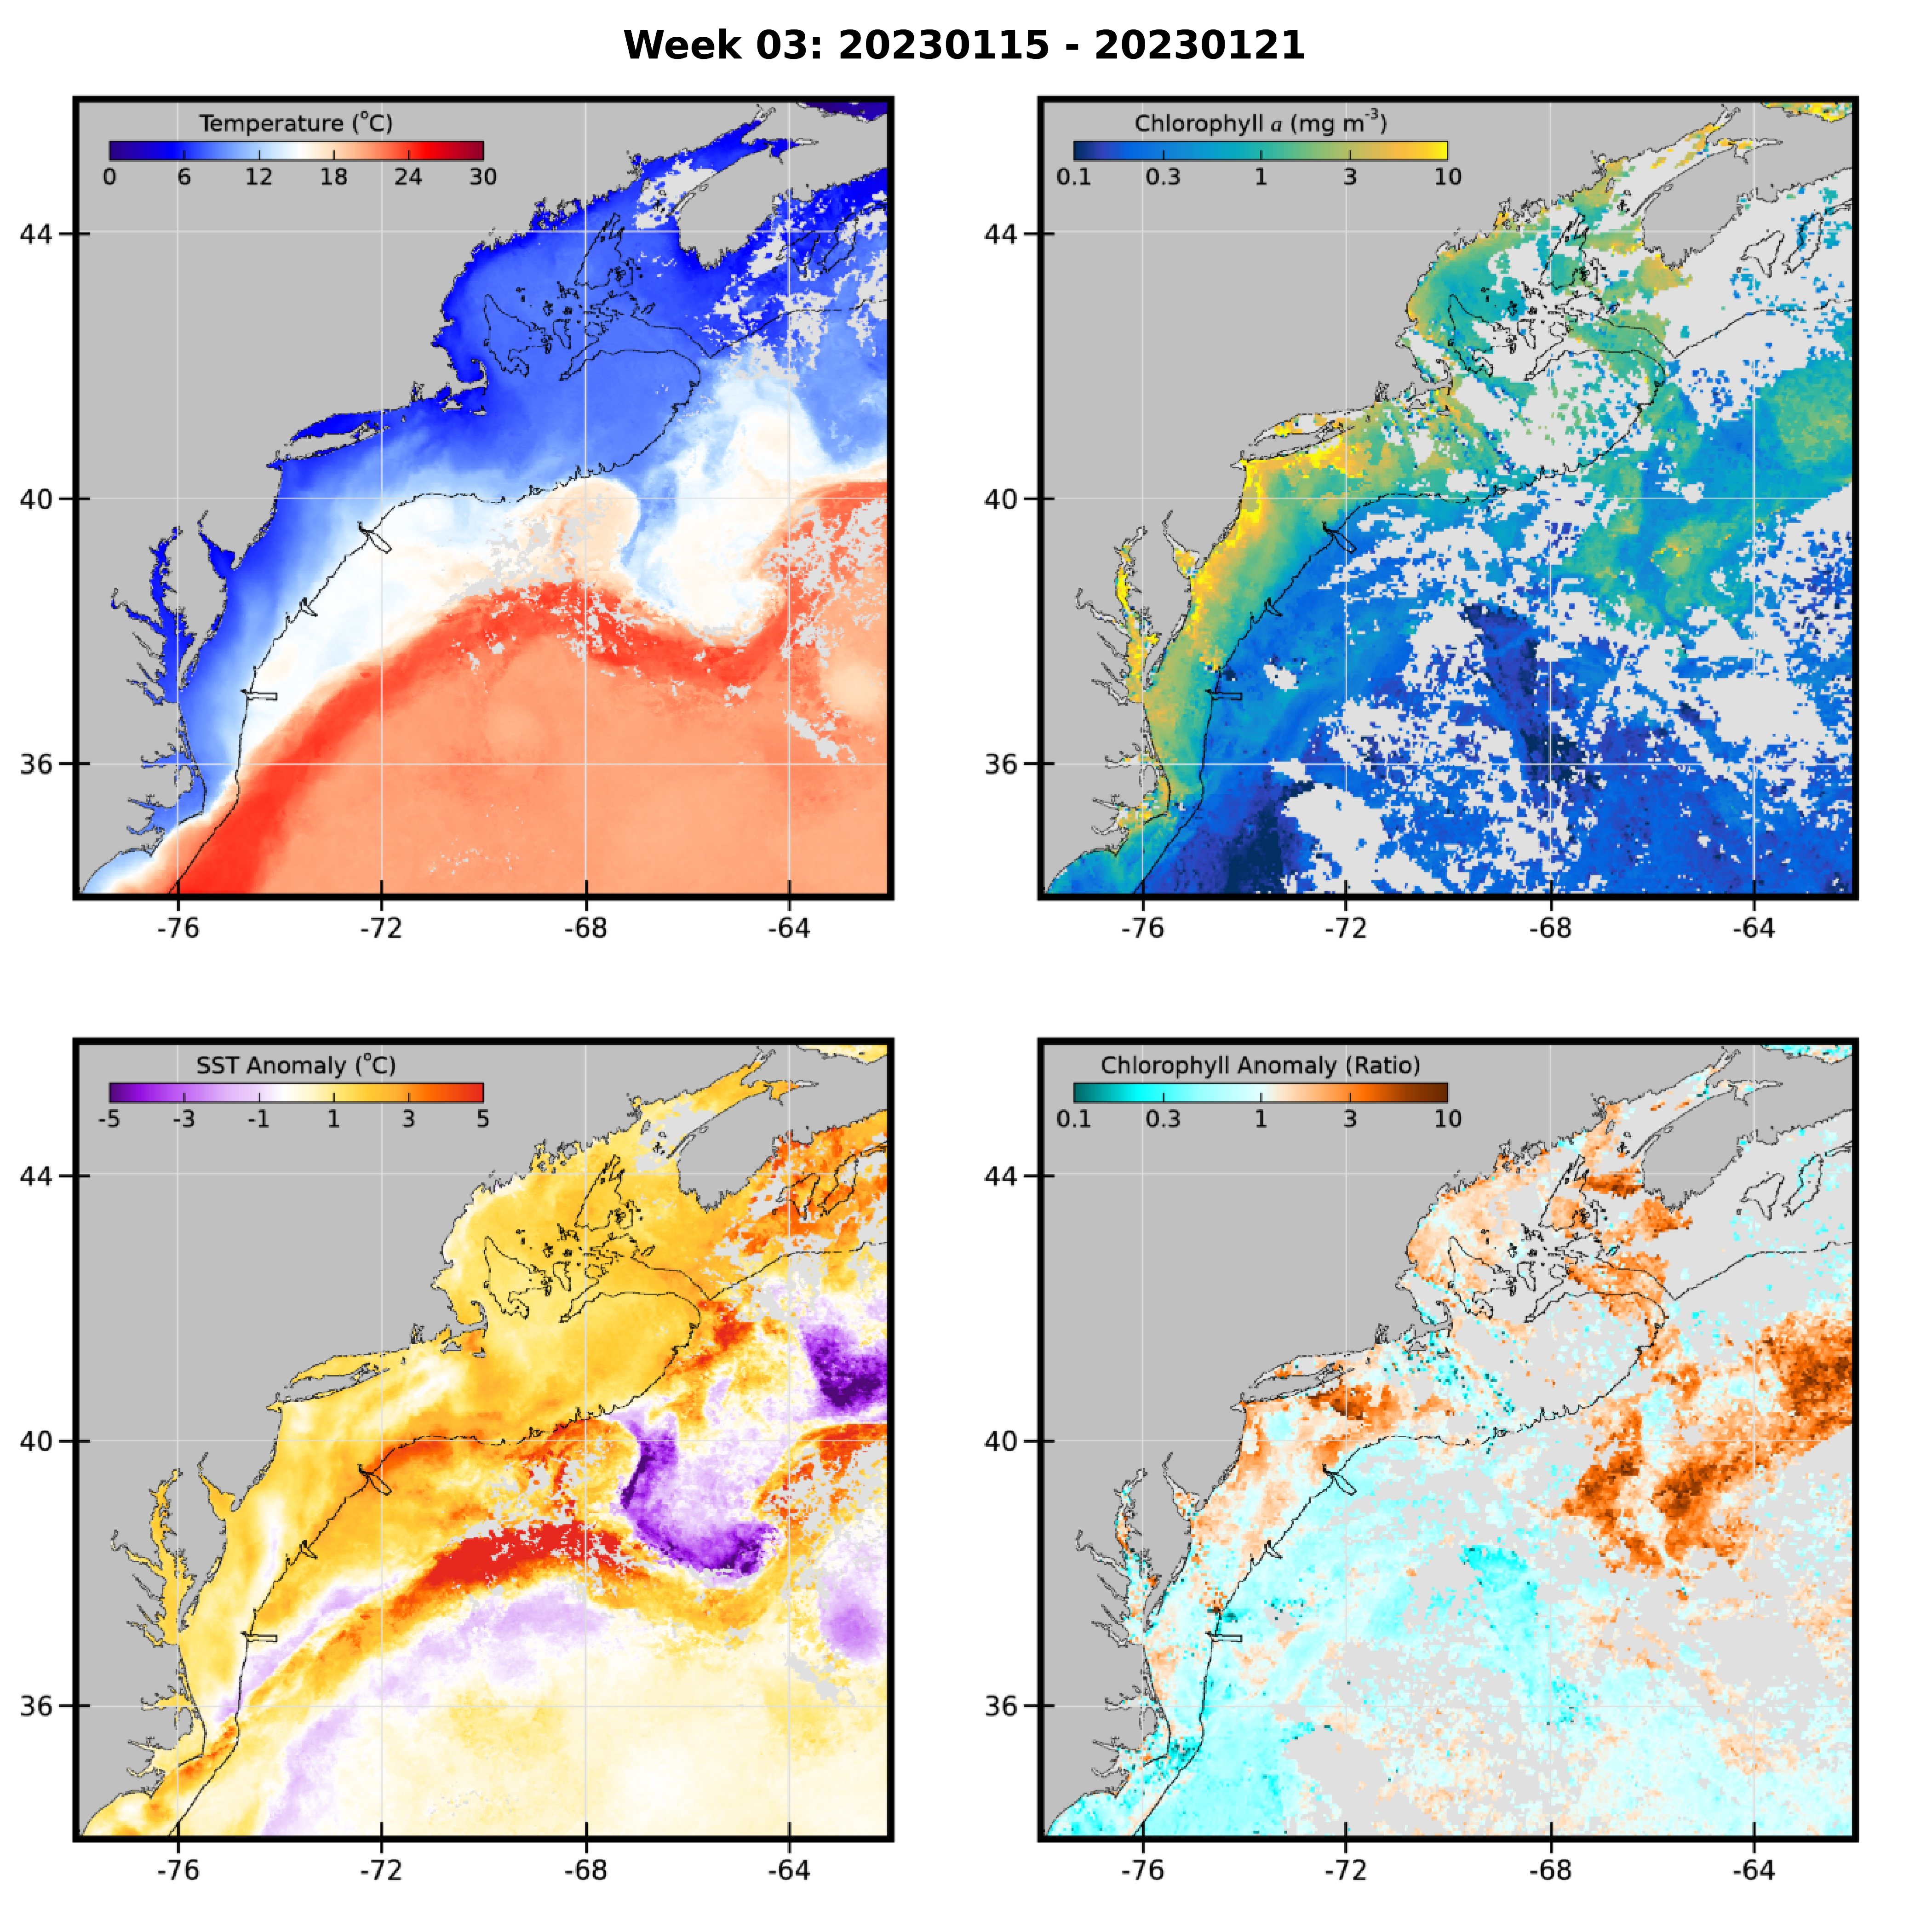 Week 03: 20230115 - 20230121
Temperature (°C)
0 6 12 18 24 30
44
40
36
-76 -72 -68 -64
Chlorophyll a (mg m⁻³)
0.1 0.3 1 3 10
44
40
36
-76 -72 -68 -64
SST Anomaly (°C)
-5 -3 -1 1 3 5
44
40
36
-76 -72 -68 -64
Chlorophyll Anomaly (Ratio)
0.1 0.3 1 3 10
44
40
36
-76 -72 -68 -64